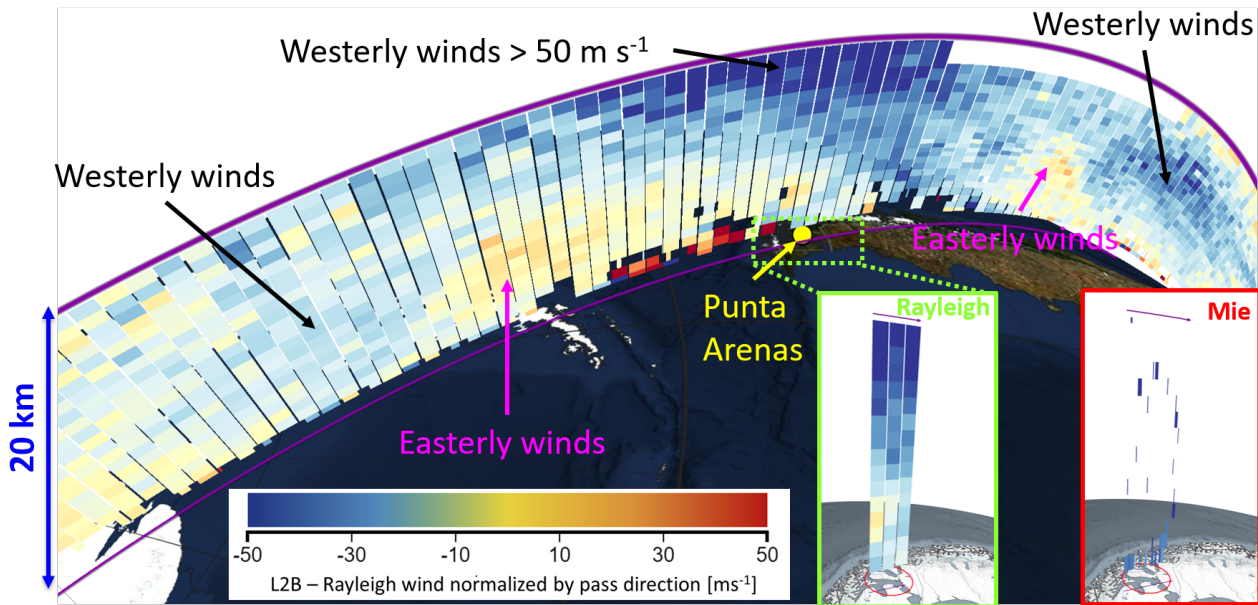 Westerly winds
Westerly winds > 50 m s⁻¹
Westerly winds
Easterly winds
Punta
Arenas
Rayleigh
Mie
20 km
Easterly winds
-50 -30 -10 10 30 50
L2B – Rayleigh wind normalized by pass direction [ms⁻¹]